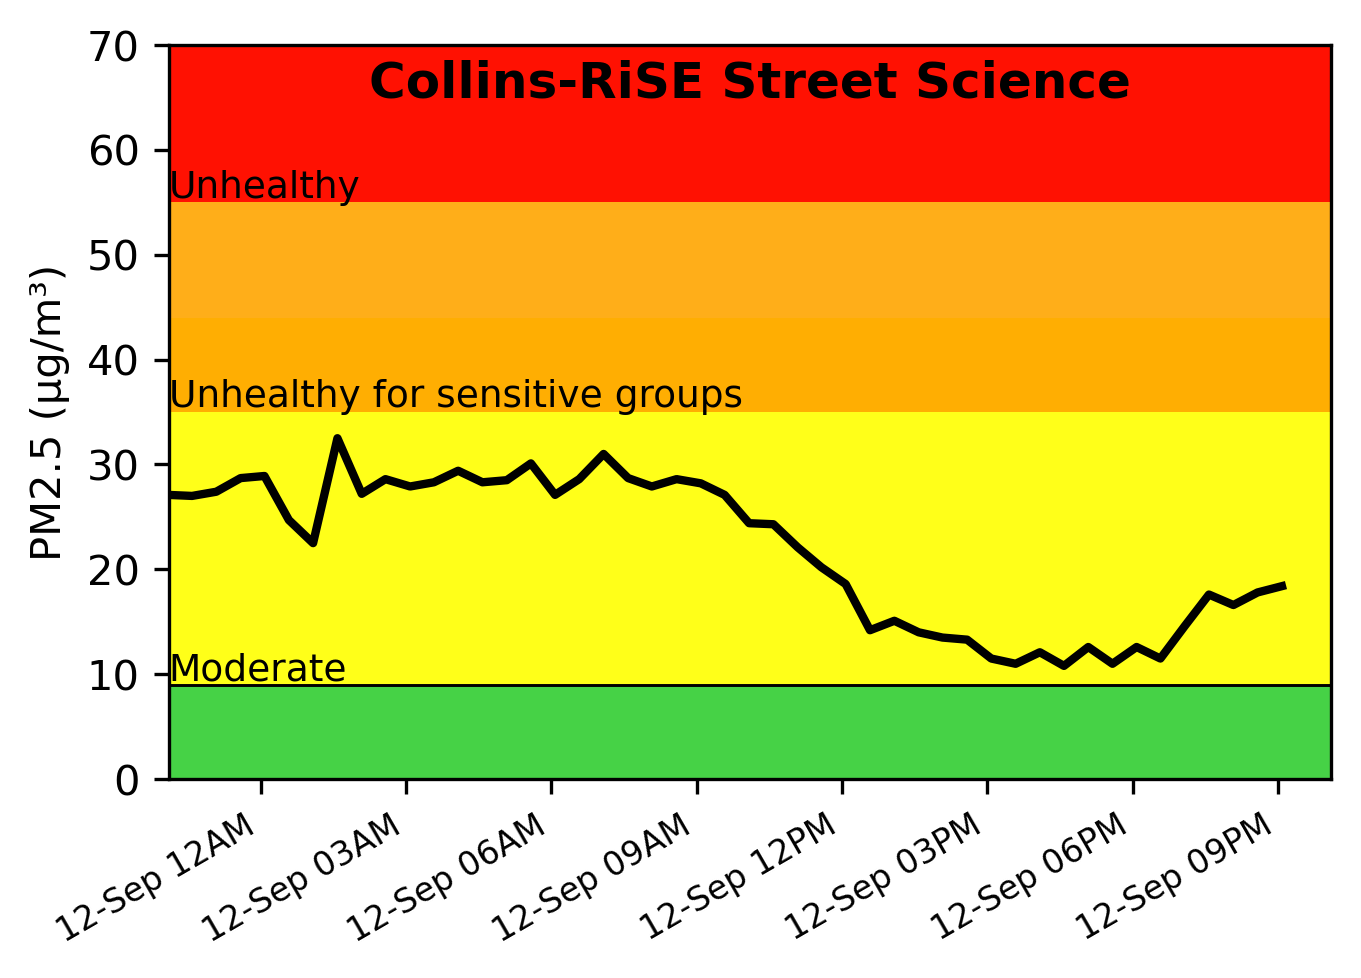 Collins-RiSE Street Science
70
60
Unhealthy
50
40
Unhealthy for sensitive groups
30
20
Moderate
10
0
PM2.5 (μg/m³)
12-Sep 12AM
12-Sep 03AM
12-Sep 06AM
12-Sep 09AM
12-Sep 12PM
12-Sep 03PM
12-Sep 06PM
12-Sep 09PM